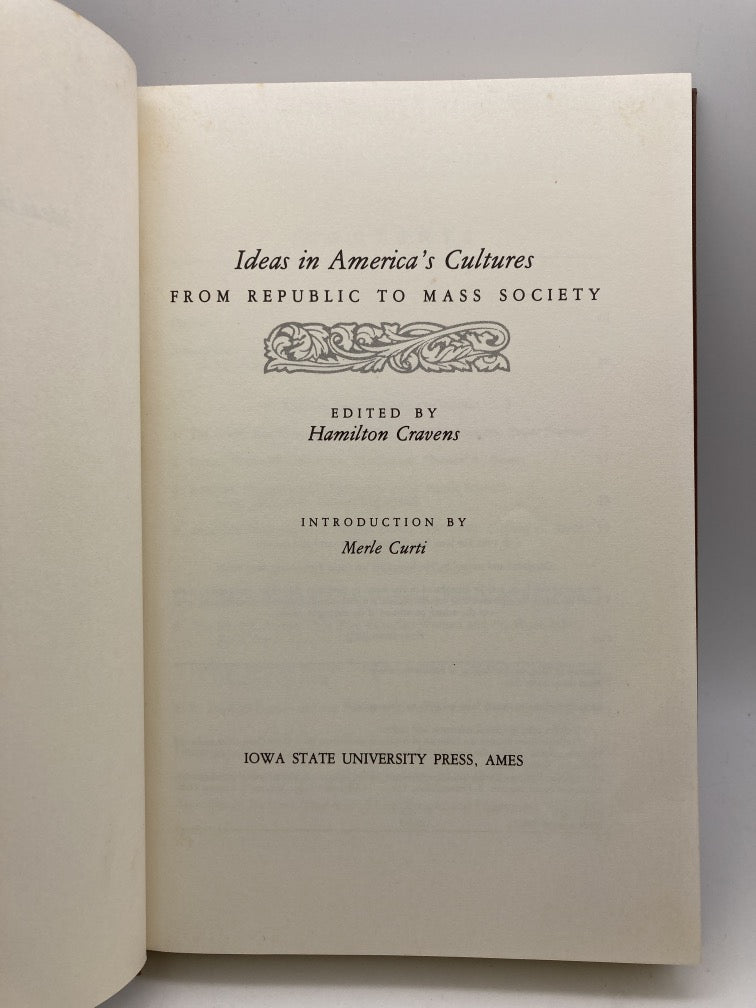 Ideas in America's Cultures
FROM REPUBLIC TO MASS SOCIETY
EDITED BY
Hamilton Cravens
INTRODUCTION BY
Merle Curti
IOWA STATE UNIVERSITY PRESS, AMES